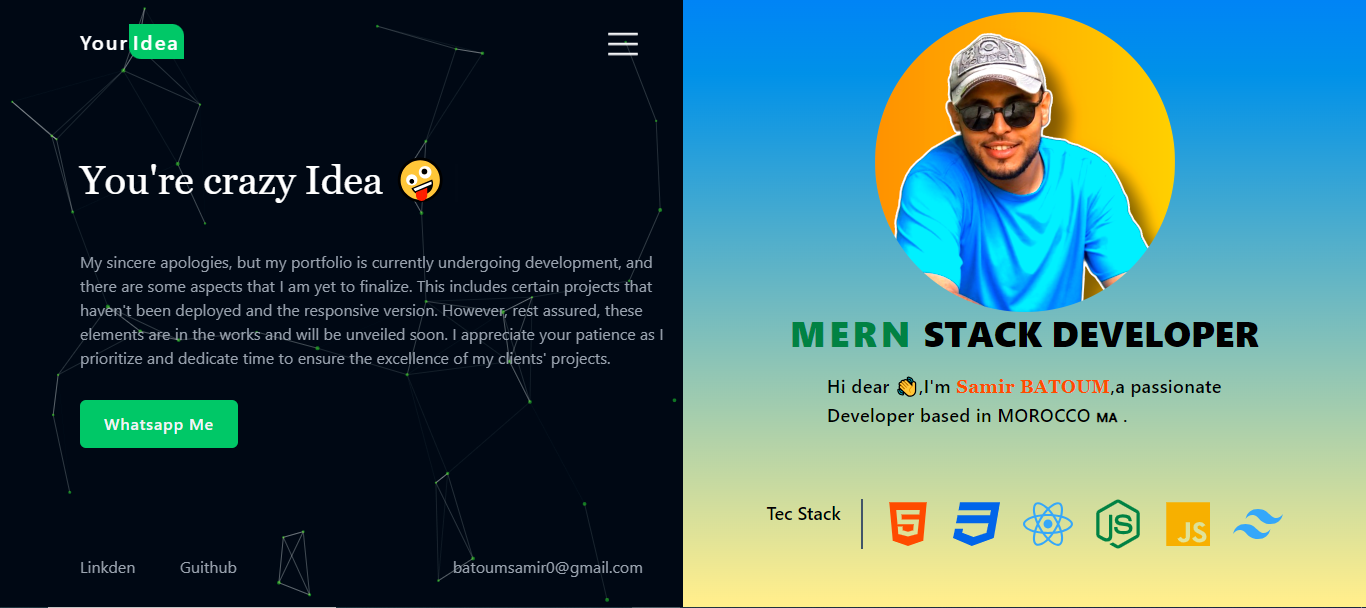 YourIdea
You're crazy Idea 🤪
My sincere apologies, but my portfolio is currently undergoing development, and
there are some aspects that I am yet to finalize. This includes certain projects that
haven't been deployed and the responsive version. However, rest assured, these
elements are in the works and will be unveiled soon. I appreciate your patience as I
prioritize and dedicate time to ensure the excellence of my clients' projects.
Whatsapp Me
Linkden Guithub batoumsamir0@gmail.com
MERN STACK DEVELOPER
Hi dear 👏,I'm Samir BATOUM,a passionate
Developer based in MOROCCO ᴍᴀ .
Tec Stack
5
3
JS
JS